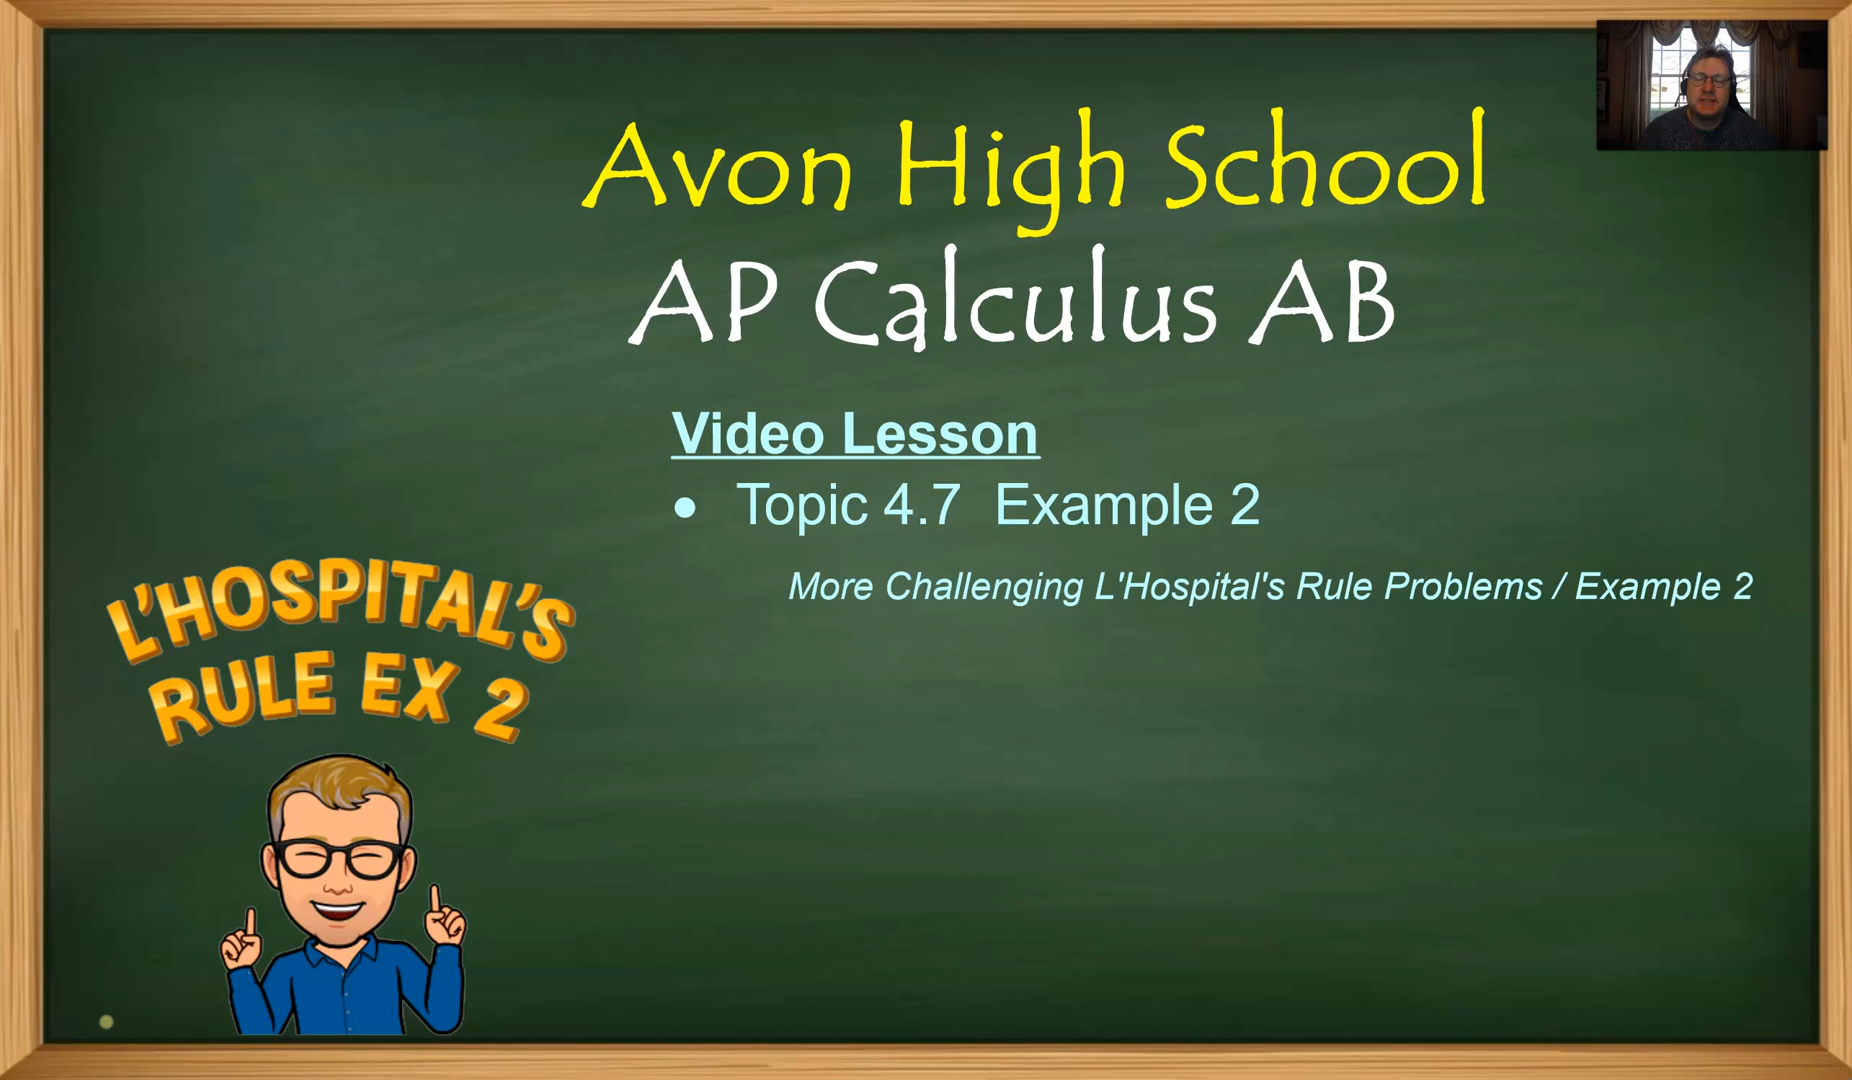 Avon High School
AP Calculus AB
Video Lesson
● Topic 4.7 Example 2
More Challenging L'Hospital's Rule Problems / Example 2
L'HOSPITAL'S
RULE EX 2